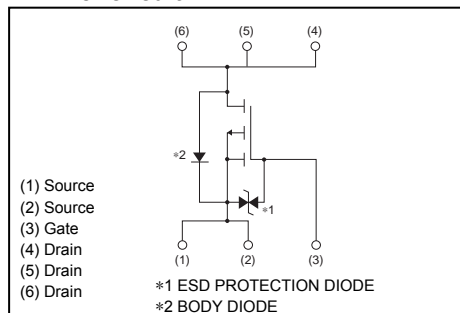 (6) (5) (4)
*2
*1
(1) Source
(2) Source
(3) Gate
(4) Drain
(5) Drain
(6) Drain
(1) (2) (3)
*1 ESD PROTECTION DIODE
*2 BODY DIODE